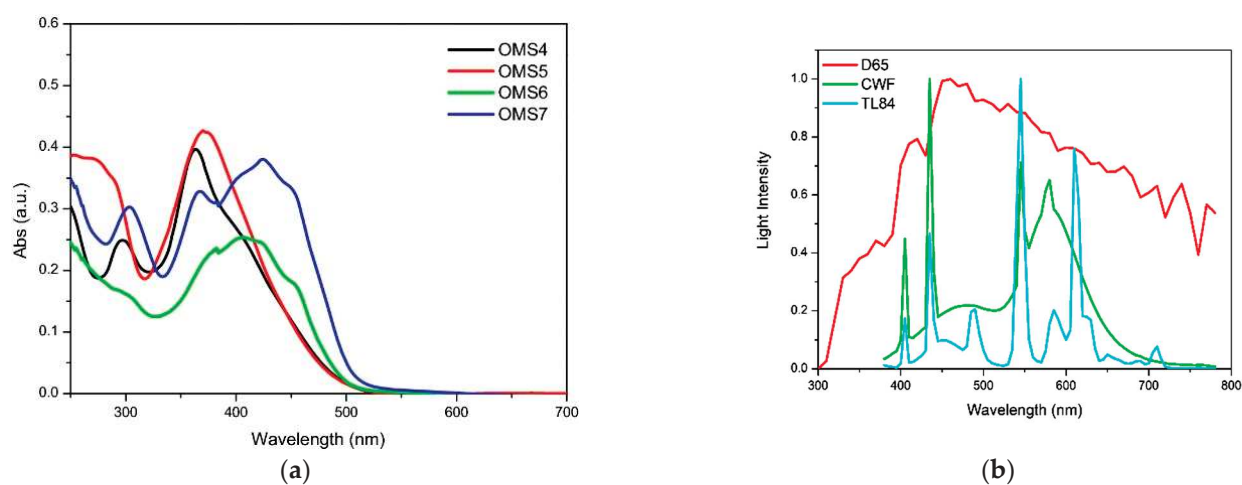 0.6
0.5
0.4
0.3
0.2
0.1
0.0
Abs (a.u.)
OMS4
OMS5
OMS6
OMS7
300 400 500 600 700
Wavelength (nm)
(a)
D65
CWF
TL84
1.0
0.8
0.6
0.4
0.2
0.0
Light Intensity
300 400 500 600 700 800
Wavelength (nm)
(b)